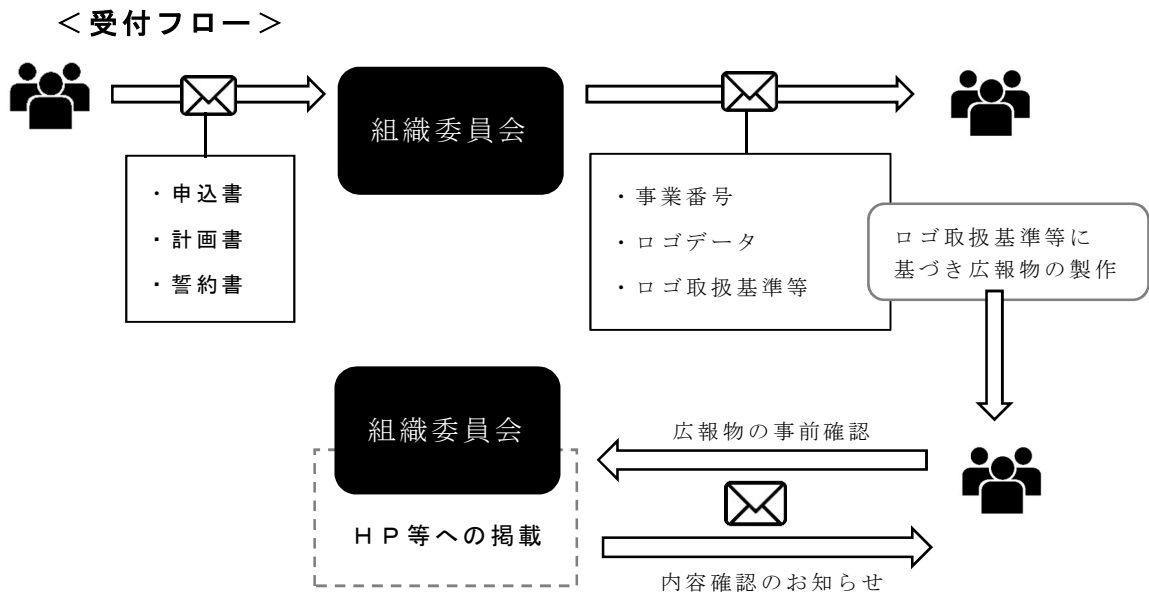 ＜受付フロー＞
組織委員会
・申込書
・計画書
・誓約書
・事業番号
・ロゴデータ
・ロゴ取扱基準等
ロゴ取扱基準等に
基づき広報物の製作
組織委員会
広報物の事前確認
ＨＰ等への掲載
内容確認のお知らせ